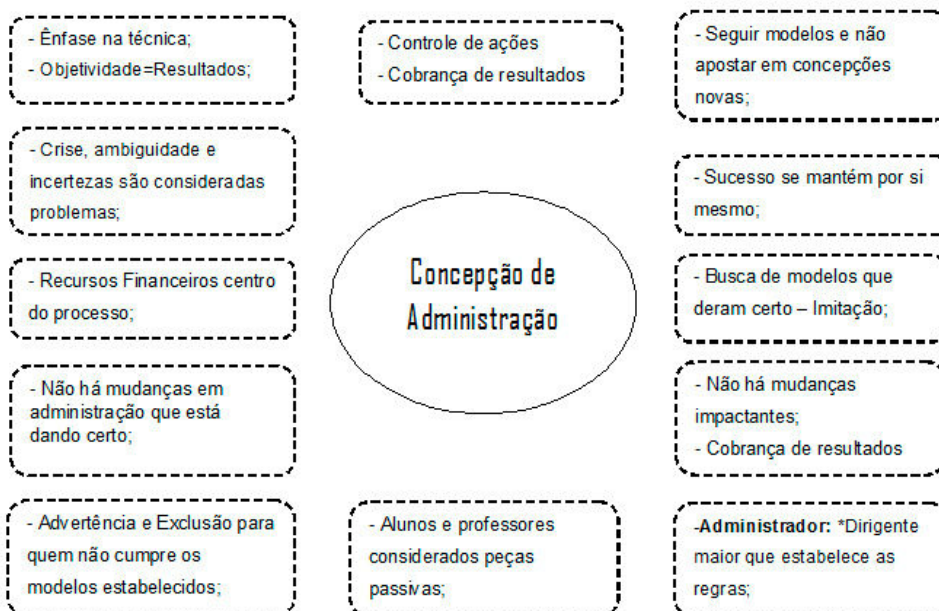 - Ênfase na técnica;
- Objetividade=Resultados;
- Controle de ações
- Cobrança de resultados
- Seguir modelos e não
apostar em concepções
novas;
- Crise, ambiguidade e
incertezas são consideradas
problemas;
- Sucesso se mantém por si
mesmo;
- Recursos Financeiros centro
do processo;
Concepção de
Administração
- Busca de modelos que
deram certo – Imitação;
- Não há mudanças em
administração que está
dando certo;
- Não há mudanças
impactantes;
- Cobrança de resultados
- Advertência e Exclusão para
quem não cumpre os
modelos estabelecidos;
- Alunos e professores
considerados peças
passivas;
-Administrador: *Dirigente
maior que estabelece as
regras;